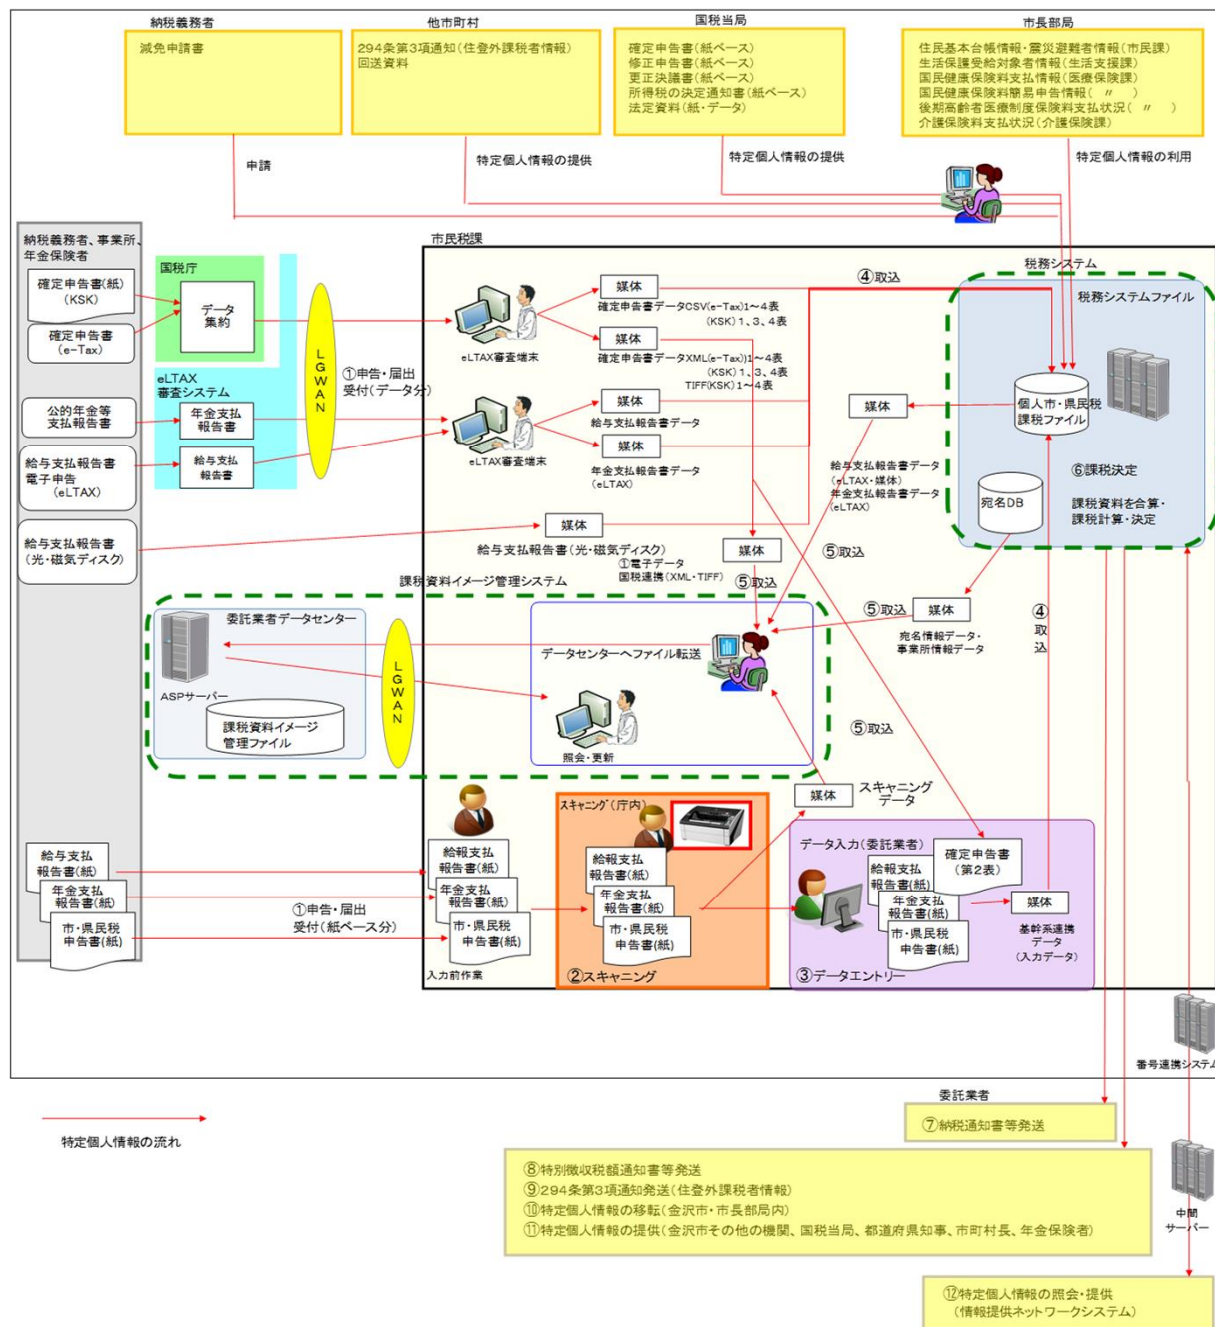 納税義務者
減免申請書
他市町村
294条第3項通知(住登外課税者情報)
回送資料
国税当局
確定申告書(紙ベース)
修正申告書(紙ベース)
更正決議書(紙ベース)
所得税の決定通知書(紙ベース)
法定資料(紙・データ)
市長部局
住民基本台帳情報・震災避難者情報(市民課)
生活保護受給対象者情報(生活支援課)
国民健康保険料支払情報(医療保険課)
国民健康保険料簡易申告情報( 〃 )
後期高齢者医療制度保険料支払状況( 〃 )
介護保険料支払状況(介護保険課)
申請
特定個人情報の提供
特定個人情報の提供
特定個人情報の利用
納税義務者、事業所、
年金保険者
確定申告書(紙)
(KSK)
確定申告書
(e-Tax)
公的年金等
支払報告書
給与支払報告書
電子申告
(eLTAX)
給与支払報告書
(光・磁気ディスク)
国税庁
データ
集約
eLTAX
審査システム
年金支払
報告書
給与支払
報告書
LGWAN
①申告・届出
受付(データ分)
市民税課
eLTAX審査端末
eLTAX審査端末
媒体
確定申告データCSV(e-Tax)1~4表
(KSK)1、3、4表
媒体
確定申告書データXML(e-Tax))1~4表
(KSK)1、3、4表
TIFF(KSK)1~4表
媒体
給与支払報告書データ
媒体
年金支払報告書データ
(eLTAX)
④取込
税務システム
税務システムファイル
個人市・県民税
課税ファイル
宛名DB
⑥課税決定
課税資料を合算・
課税計算・決定
媒体
給与支払報告書データ
(eLTAX・媒体)
年金支払報告書データ
(eLTAX)
媒体
給与支払報告書(光・磁気ディスク)
①電子データ
国税連携(XML・TIFF)
媒体
⑤取込
⑤取込
⑤取込
媒体
宛名情報データ・
事業所情報データ
④取込
課税資料イメージ管理システム
委託業者データセンター
ASPサーバー
課税資料イメージ
管理ファイル
LGWAN
データセンターへファイル転送
照会・更新
⑤取込
媒体
スキャニング
データ
給与支払
報告書(紙)
年金支払
報告書(紙)
市・県民税
申告書(紙)
①申告・届出
受付(紙ベース分)
給報支払
報告書(紙)
年金支払
報告書(紙)
市・県民税
申告書(紙)
入力前作業
スキャニング(庁内)
給報支払
報告書(紙)
年金支払
報告書(紙)
市・県民税
申告書(紙)
②スキャニング
データ入力(委託業者)
給報支払
報告書(紙)
年金支払
報告書(紙)
市・県民税
申告書(紙)
確定申告書
(第2表)
媒体
基幹系連携
データ
(入力データ)
③データエントリー
番号連携システム
特定個人情報の流れ
委託業者
⑦納税通知書等発送
⑧特別徴収税額通知書等発送
⑨294条第3項通知発送(住登外課税者情報)
⑩特定個人情報の移転(金沢市・市長部局内)
⑪特定個人情報の提供(金沢市その他の機関、国税当局、都道府県知事、市町村長、年金保険者)
中間
サーバー
⑫特定個人情報の照会・提供
(情報提供ネットワークシステム)